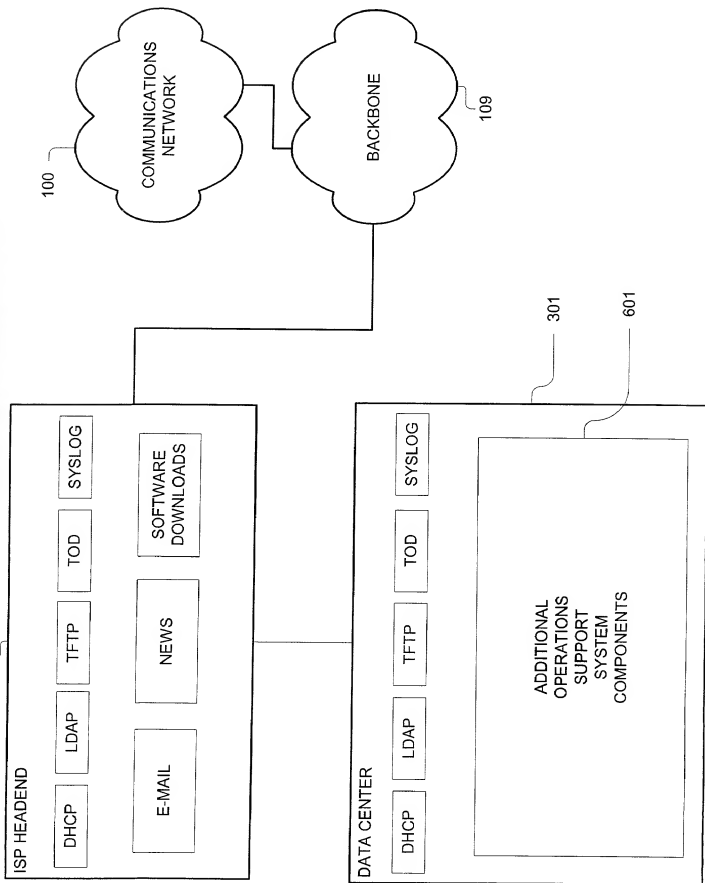 ISP HEADEND
DHCP
LDAP
TFTP
TOD
SYSLOG
E-MAIL
NEWS
SOFTWARE
DOWNLOADS
100
COMMUNICATIONS
NETWORK
BACKBONE
109
DATA CENTER
DHCP
LDAP
TFTP
TOD
SYSLOG
301
601
ADDITIONAL
OPERATIONS
SUPPORT
SYSTEM
COMPONENTS